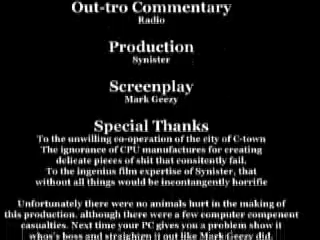 Out-tro Commentary
Radio
Production
Synister
Screenplay
Mark Geezy
Special Thanks
To the unwilling co-operation of the city of C-town
The ignorance of CPU manufactures for creating
delicate pieces of shit that consitently fail.
To the ingenius film expertise of Synister, that
without all things would be incontangently horrifie
Unfortunately there were no animals hurt in the making of
this production, although there were a few computer compenent
casualties. Next time your PC gives you a problem show it
whos's boss and straighten it out like Mark Geezy did.